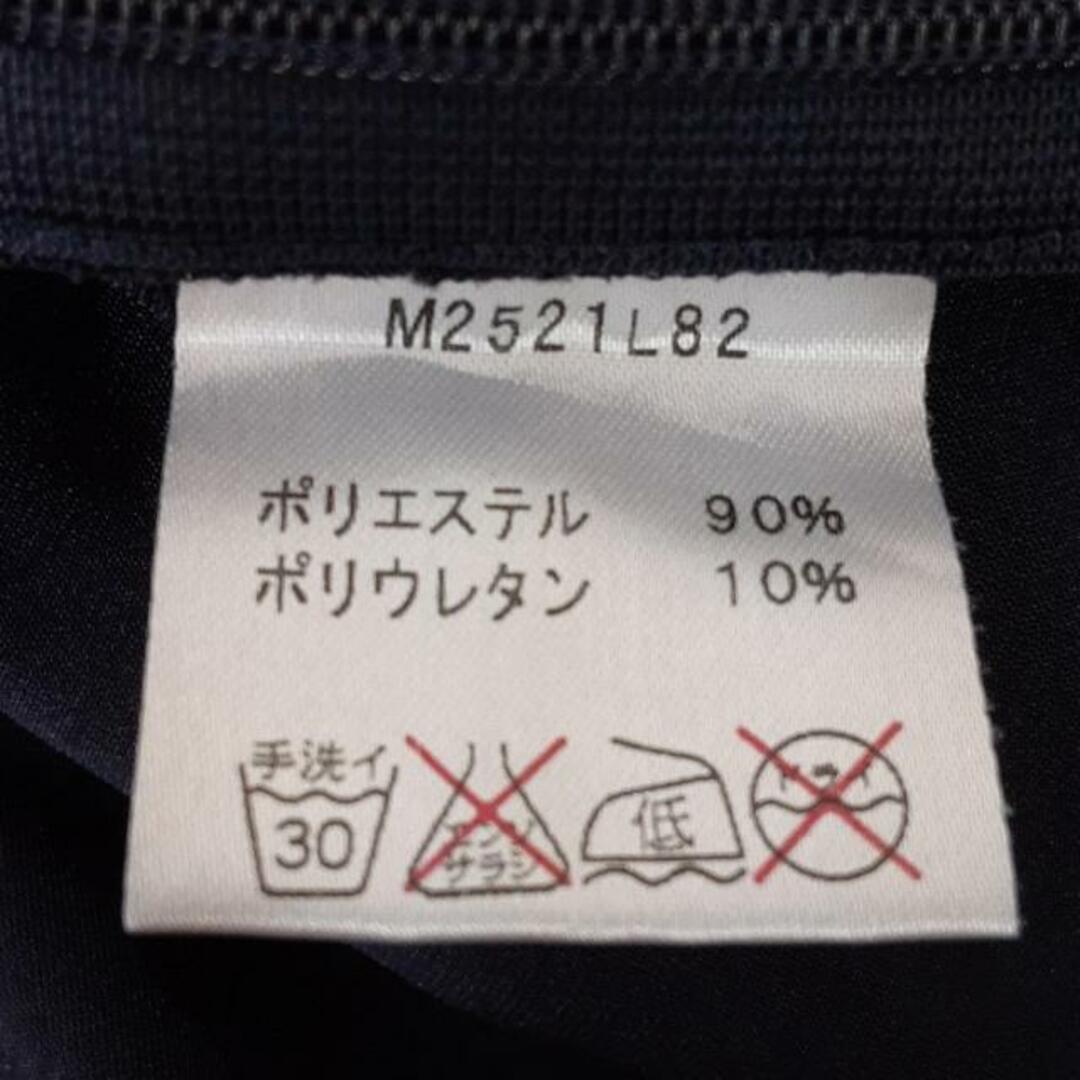 M2521L82
ポリエステル 90%
ポリウレタン 10%
手洗イ
30
エンソ
サラシ
低
ドライ